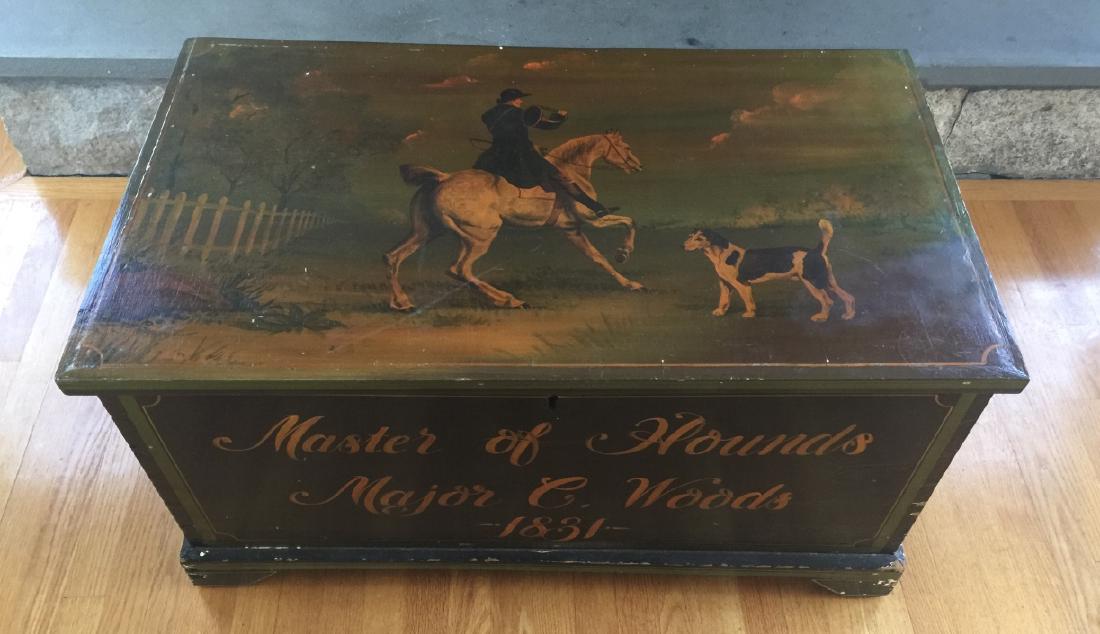 Master of Hounds
Major C. Woods
-1831-